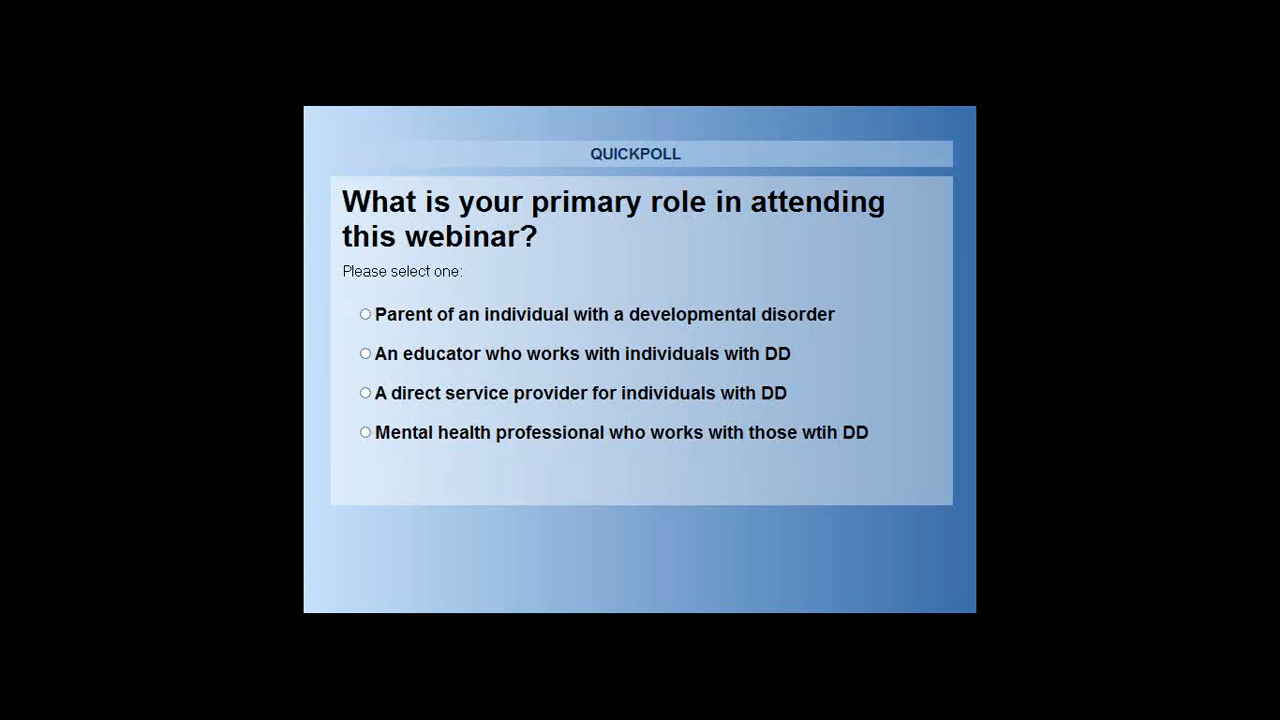 QUICKPOLL
What is your primary role in attending
this webinar?
Please select one:
Parent of an individual with a developmental disorder
An educator who works with individuals with DD
A direct service provider for individuals with DD
Mental health professional who works with those wtih DD